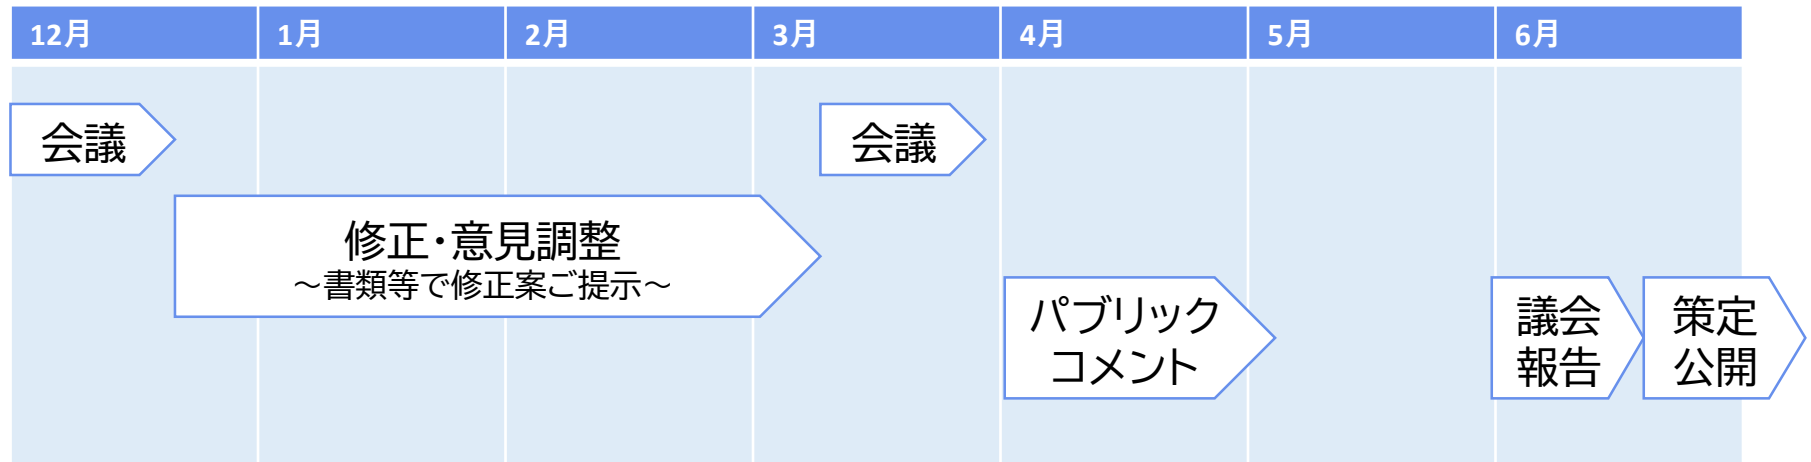 12月 1月 2月 3月 4月 5月 6月
会議
会議
修正・意見調整
～書類等で修正案ご提示～
パブリック
コメント
議会
報告
策定
公開